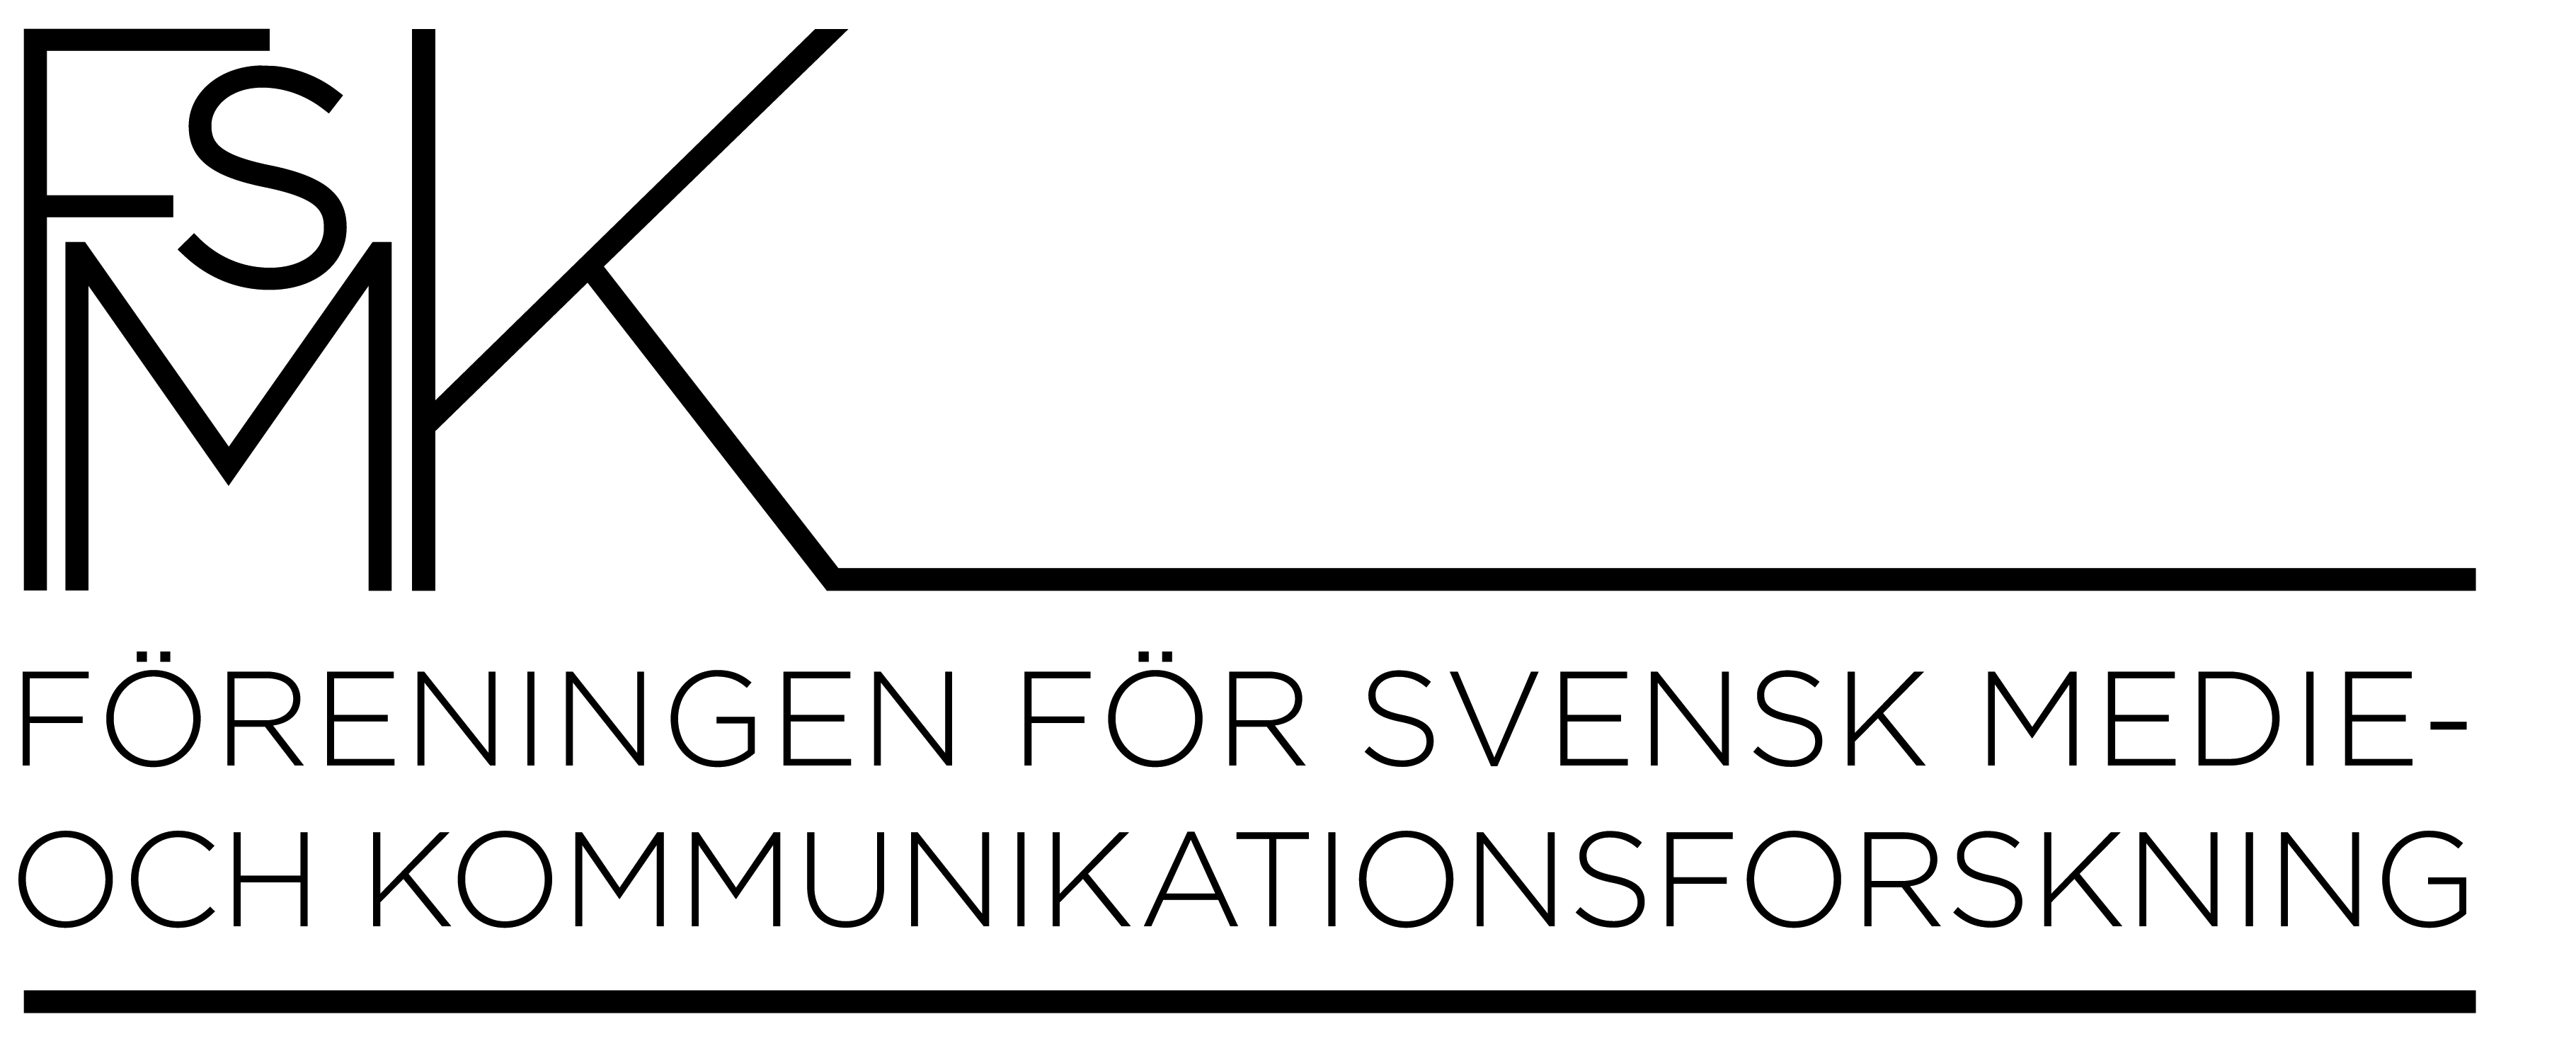 FSMK
FÖRENINGEN FÖR SVENSK MEDIE-
OCH KOMMUNIKATIONSFORSKNING